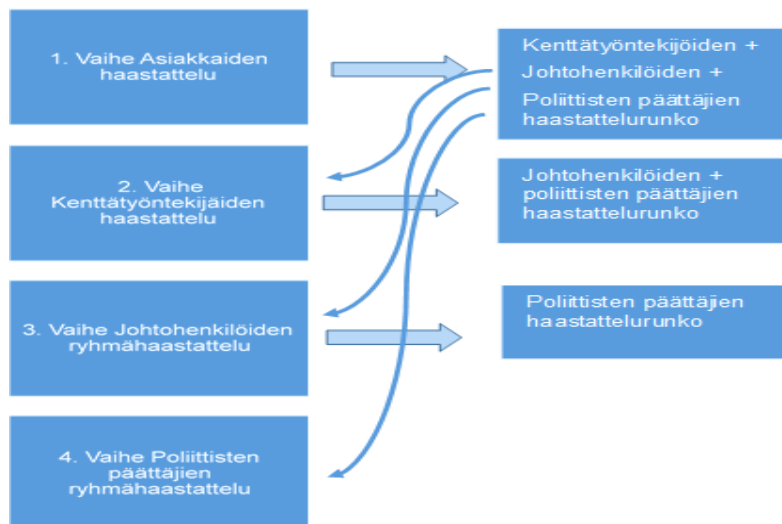 1. Vaihe Asiakkaiden
haastattelu
Kenttätyöntekijöiden +
Johtohenkilöiden +
Poliittisten päättäjien
haastattelurunko
2. Vaihe
Kenttätyöntekijäiden
haastattelu
Johtohenkilöiden +
poliittisten päättäjien
haastattelurunko
3. Vaihe Johtohenkilöiden
ryhmähaastattelu
Poliittisten päättäjien
haastattelurunko
4. Vaihe Poliittisten
päättäjien
ryhmähaastattelu